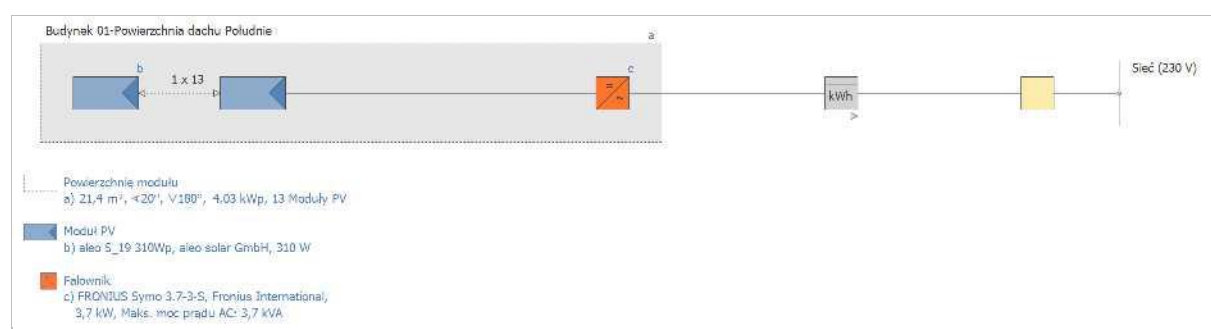 Budynek 01-Powierzchnia dachu Południe
a
b
1 x 13
c
=
~
kWh
>
Sieć (230 V)
Powierzchnię modułu
a) 21,4 m², ∢20°, ∨180°, 4.03 kWp, 13 Moduły PV
Moduł PV
b) aleo S_19 310Wp, aleo solar GmbH, 310 W
Falownik
c) FRONIUS Symo 3.7-3-S, Fronius International,
3,7 kW, Maks. moc prądu AC: 3,7 kVA